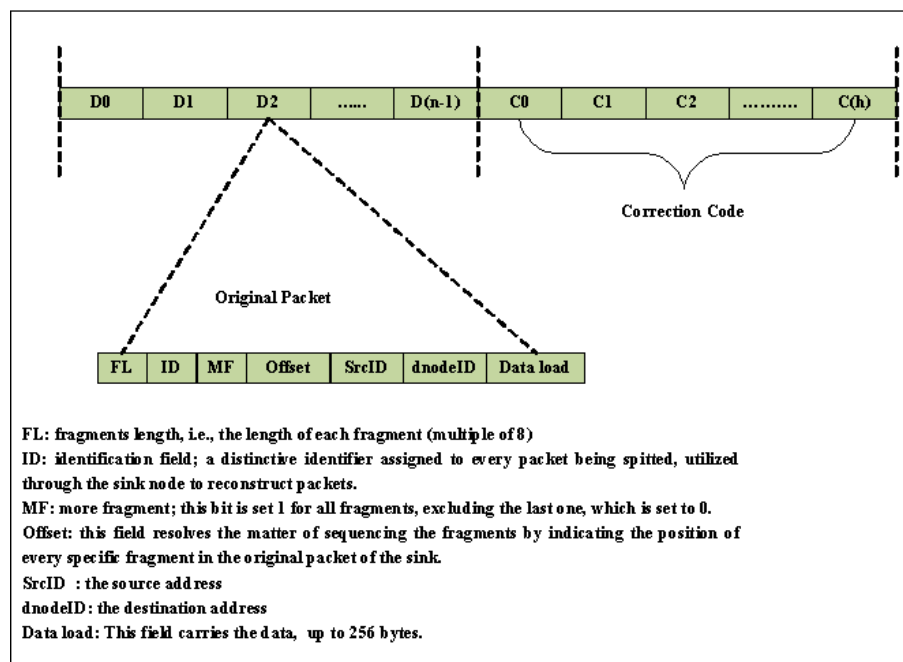 D0 D1 D2 ...... D(n-1) C0 C1 C2 .......... C(h)
Correction Code
Original Packet
FL ID MF Offset SrcID dnodeID Data load
FL: fragments length, i.e., the length of each fragment (multiple of 8)
ID: identification field; a distinctive identifier assigned to every packet being spitted, utilized
through the sink node to reconstruct packets.
MF: more fragment; this bit is set 1 for all fragments, excluding the last one, which is set to 0.
Offset: this field resolves the matter of sequencing the fragments by indicating the position of
every specific fragment in the original packet of the sink.
SrcID : the source address
dnodeID: the destination address
Data load: This field carries the data, up to 256 bytes.